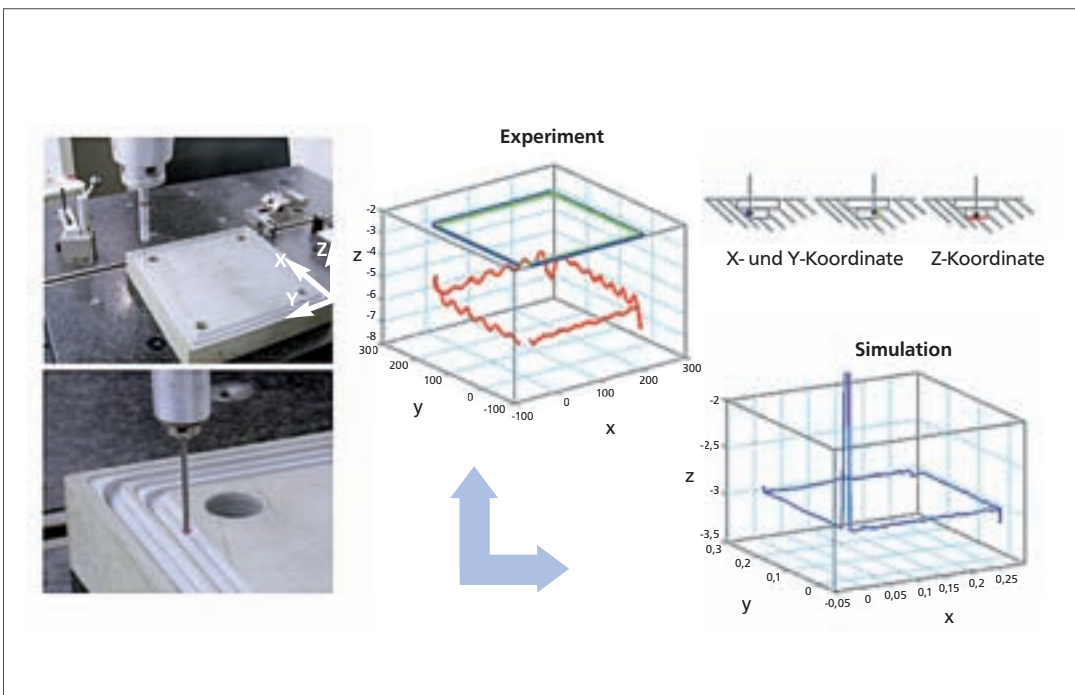 Experiment
-2
-3
-4
z
-5
-6
-7
-8
300
200
100
0
-100
y
-100
0
100
200
300
x
Z
X
Y
X- und Y-Koordinate Z-Koordinate
Simulation
-2
-2,5
z
-3
-3,5
0,3
0,2
0,1
0
y
-0,05
0
0,05
0,1
0,15
0,2
0,25
x